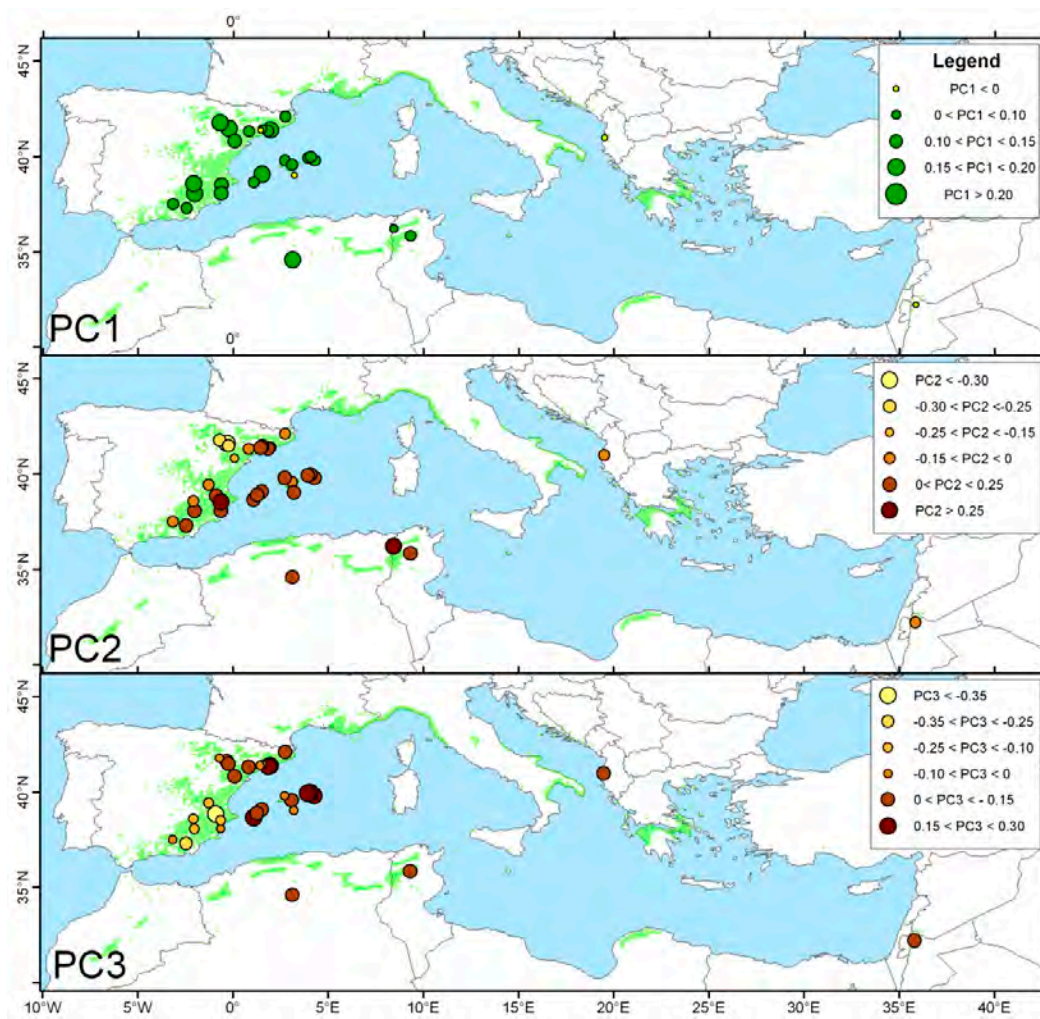 0°
45°N
40°N
35°N
Legend
PC1 < 0
0 < PC1 < 0.10
0.10 < PC1 < 0.15
0.15 < PC1 < 0.20
PC1 > 0.20
PC1
0°
45°N
40°N
35°N
PC2 < -0.30
-0.30 < PC2 <-0.25
-0.25 < PC2 <-0.15
-0.15 < PC2 <0
0< PC2 < 0.25
PC2 > 0.25
PC2
45°N
40°N
35°N
PC3 < -0.35
-0.35 < PC3 < -0.25
-0.25 < PC3 < -0.10
-0.10 < PC3 <0
0 < PC3 < - 0.15
0.15 < PC3 < 0.30
PC3
10°W 5°W 0° 5°E 10°E 15°E 20°E 25°E 30°E 35°E 40°E